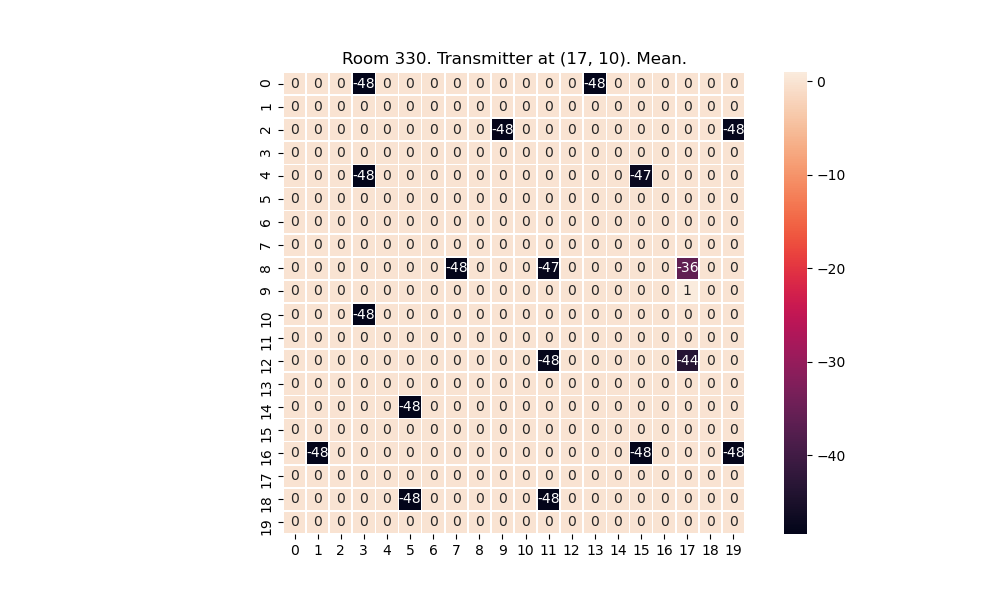 Room 330. Transmitter at (17, 10). Mean.
0 0 0 0 -48 0 0 0 0 0 0 0 0 0 -48 0 0 0 0 0 0 0
1 0 0 0 0 0 0 0 0 0 0 0 0 0 0 0 0 0 0 0 0
2 0 0 0 0 0 0 0 0 0 -48 0 0 0 0 0 0 0 0 0 -48
3 0 0 0 0 0 0 0 0 0 0 0 0 0 0 0 0 0 0 0 0
4 0 0 0 -48 0 0 0 0 0 0 0 0 0 0 0 -47 0 0 0 0
5 0 0 0 0 0 0 0 0 0 0 0 0 0 0 0 0 0 0 0 0
6 0 0 0 0 0 0 0 0 0 0 0 0 0 0 0 0 0 0 0 0
7 0 0 0 0 0 0 0 0 0 0 0 0 0 0 0 0 0 0 0 0
8 0 0 0 0 0 0 0 -48 0 0 0 -47 0 0 0 0 0 -36 0 0
9 0 0 0 0 0 0 0 0 0 0 0 0 0 0 0 0 0 1 0 0
10 0 0 0 -48 0 0 0 0 0 0 0 0 0 0 0 0 0 0 0 0
11 0 0 0 0 0 0 0 0 0 0 0 0 0 0 0 0 0 0 0 0
12 0 0 0 0 0 0 0 0 0 0 0 -48 0 0 0 0 0 -44 0 0
13 0 0 0 0 0 0 0 0 0 0 0 0 0 0 0 0 0 0 0 0
14 0 0 0 0 0 -48 0 0 0 0 0 0 0 0 0 0 0 0 0 0
15 0 0 0 0 0 0 0 0 0 0 0 0 0 0 0 0 0 0 0 0
16 0 -48 0 0 0 0 0 0 0 0 0 0 0 0 0 -48 0 0 0 -48
17 0 0 0 0 0 0 0 0 0 0 0 0 0 0 0 0 0 0 0 0
18 0 0 0 0 0 -48 0 0 0 0 0 -48 0 0 0 0 0 0 0 0
19 0 0 0 0 0 0 0 0 0 0 0 0 0 0 0 0 0 0 0 0
0 1 2 3 4 5 6 7 8 9 10 11 12 13 14 15 16 17 18 19
0
−10
−20
−30
−40